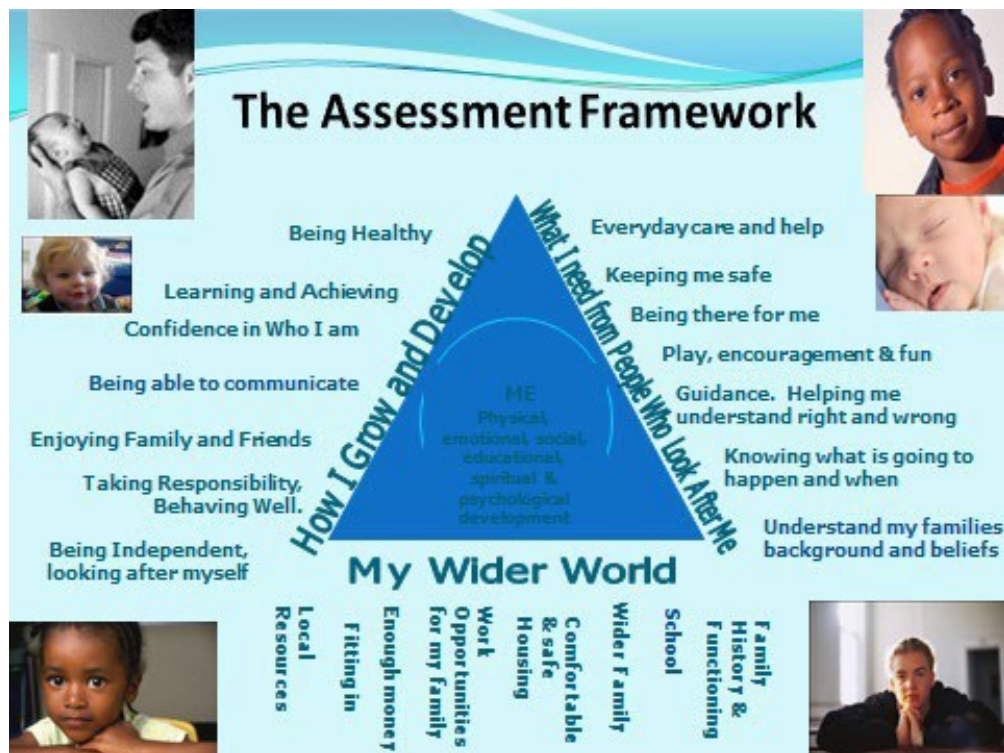 The Assessment Framework
Being Healthy
Learning and Achieving
Confidence in Who I am
Being able to communicate
Enjoying Family and Friends
Taking Responsibility,
Behaving Well.
Being Independent,
looking after myself
How I Grow and Develop
What I need from People Who Look After Me
Everyday care and help
Keeping me safe
Being there for me
Play, encouragement & fun
Guidance. Helping me
understand right and wrong
Knowing what is going to
happen and when
Understand my families
background and beliefs
ME
Physical,
emotional, social,
educational,
spiritual &
psychological
development
My Wider World
Local
Resources
Fitting in
Enough money
Work
Opportunities
for my family
Comfortable
& safe
Housing
Wider Family
School
Family
History &
Functioning